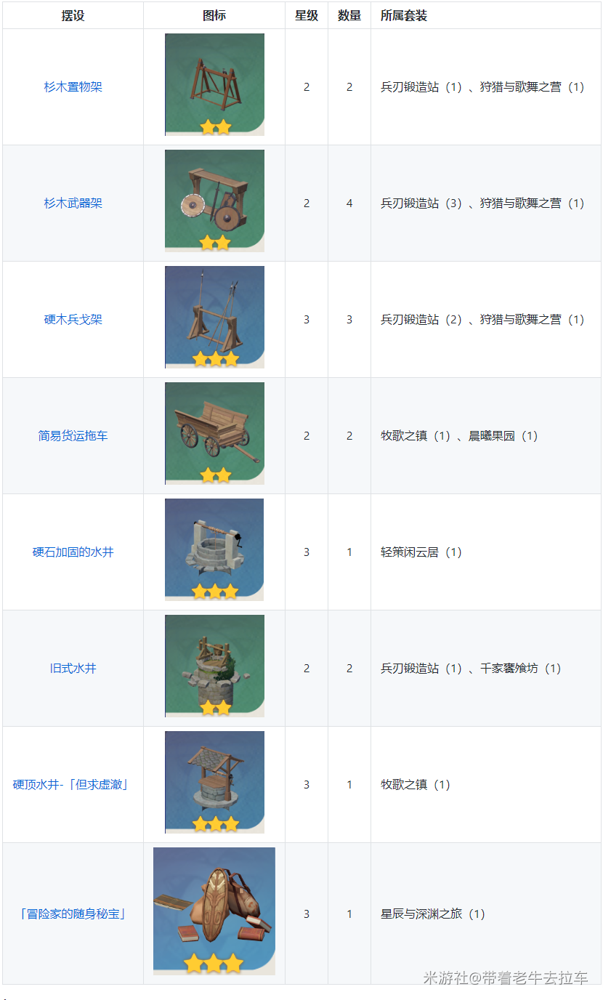 摆设 图标 星级 数量 所属套装
杉木置物架 2 2 兵刃锻造站（1）、狩猎与歌舞之营（1）
杉木武器架 2 4 兵刃锻造站（3）、狩猎与歌舞之营（1）
硬木兵戈架 3 3 兵刃锻造站（2）、狩猎与歌舞之营（1）
简易货运拖车 2 2 牧歌之镇（1）、晨曦果园（1）
硬石加固的水井 3 1 轻策闲云居（1）
旧式水井 2 2 兵刃锻造站（1）、千家饔飧坊（1）
硬顶水井-「但求虚澈」 3 1 牧歌之镇（1）
「冒险家的随身秘宝」 3 1 星辰与深渊之旅（1）
米游社@带着老牛去拉车